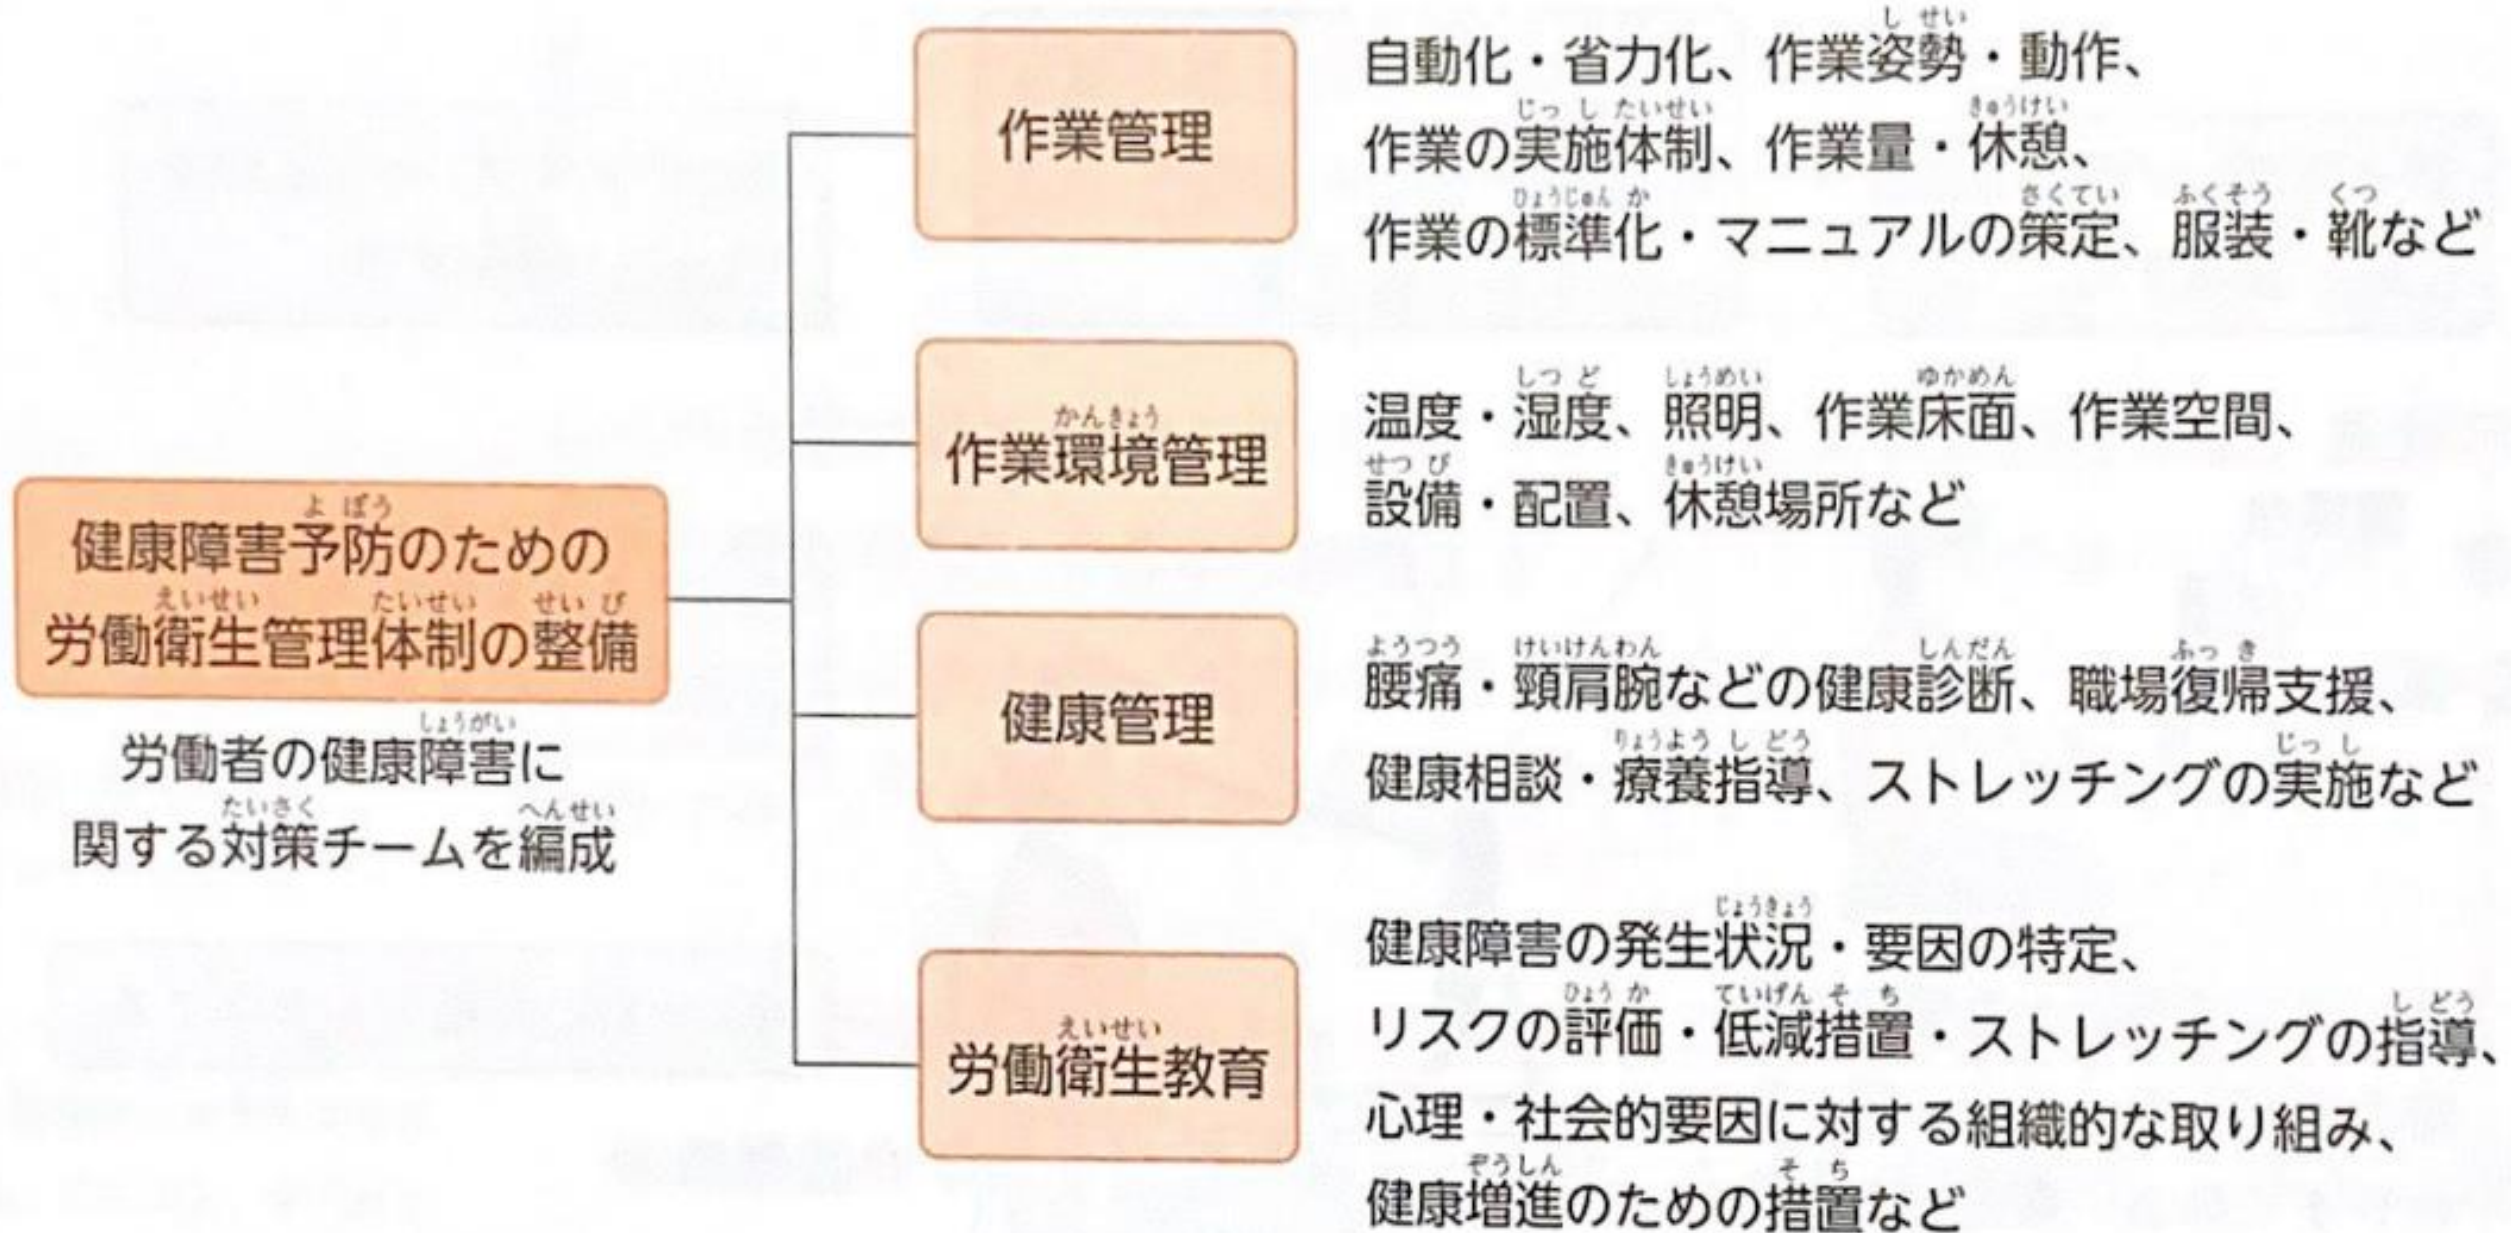 健康障害予防のための
労働衛生管理体制の整備
労働者の健康障害に
関する対策チームを編成
作業管理
自動化・省力化、作業姿勢・動作、
作業の実施体制、作業量・休憩、
作業の標準化・マニュアルの策定、服装・靴など
作業環境管理
温度・湿度、照明、作業床面、作業空間、
設備・配置、休憩場所など
健康管理
腰痛・頸肩腕などの健康診断、職場復帰支援、
健康相談・療養指導、ストレッチングの実施など
労働衛生教育
健康障害の発生状況・要因の特定、
リスクの評価・低減措置・ストレッチングの指導、
心理・社会的要因に対する組織的な取り組み、
健康増進のための措置など